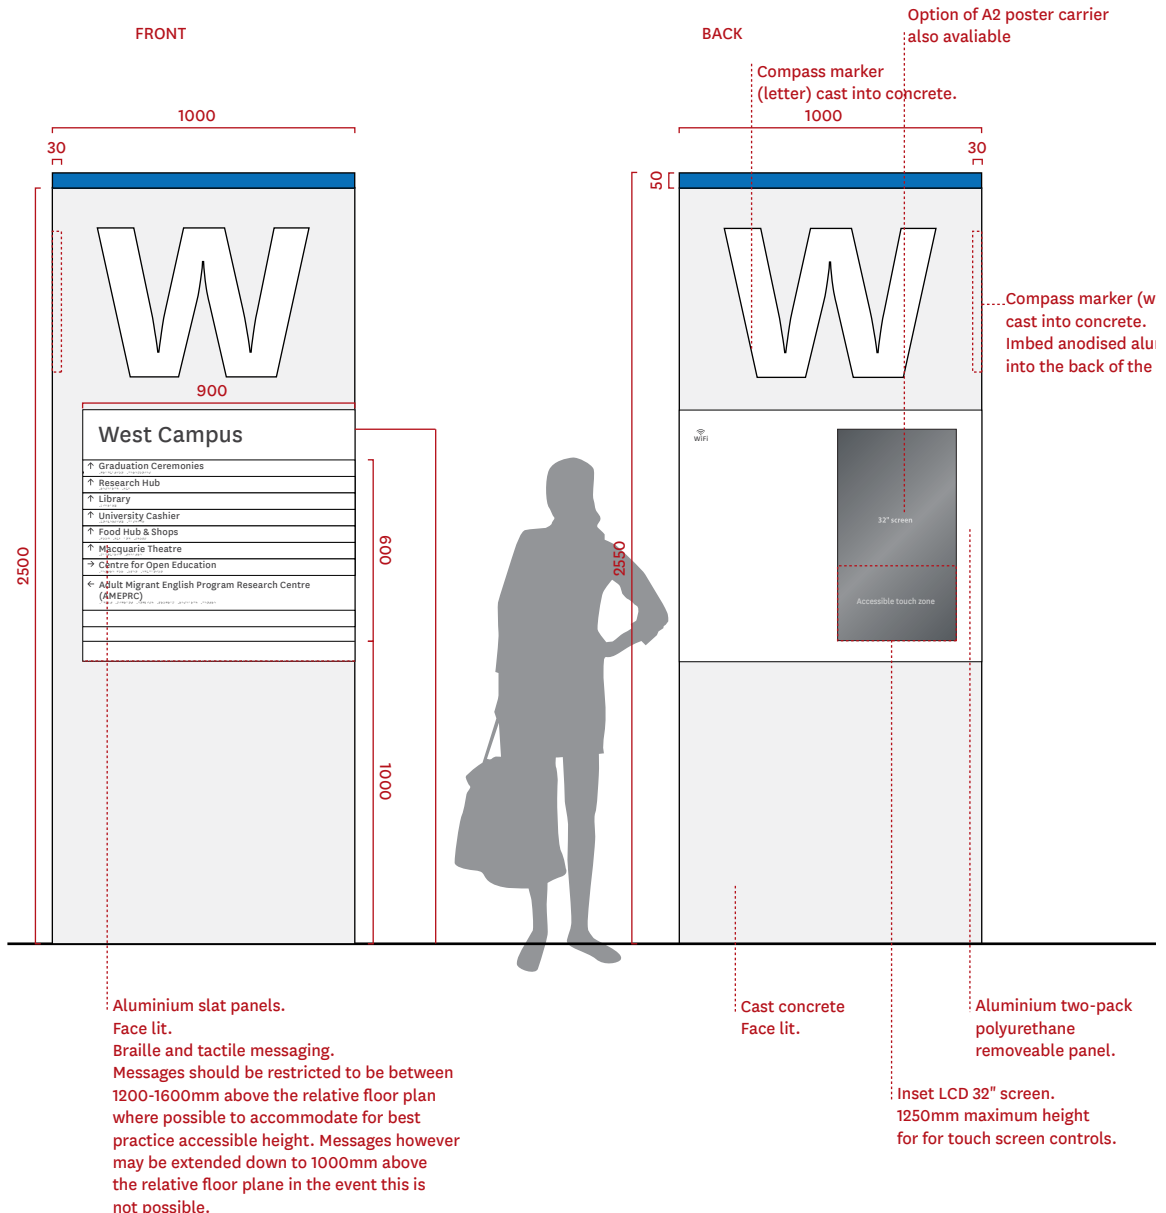 FRONT
BACK
Option of A2 poster carrier
also avaliable
Compass marker
(letter) cast into concrete.
1000
30
1000
30
50
W
W
Compass marker (w
cast into concrete.
Imbed anodised alu
into the back of the
900
West Campus
↑ Graduation Ceremonies
↑ Research Hub
↑ Library
↑ University Cashier
↑ Food Hub & Shops
↑ Macquarie Theatre
→ Centre for Open Education
← Adult Migrant English Program Research Centre
(AMEPRC)
2500
600
1000
2550
WiFi
32" screen
Accessible touch zone
Aluminium slat panels.
Face lit.
Braille and tactile messaging.
Messages should be restricted to be between
1200-1600mm above the relative floor plan
where possible to accommodate for best
practice accessible height. Messages however
may be extended down to 1000mm above
the relative floor plane in the event this is
not possible.
Cast concrete
Face lit.
Aluminium two-pack
polyurethane
removeable panel.
Inset LCD 32" screen.
1250mm maximum height
for for touch screen controls.